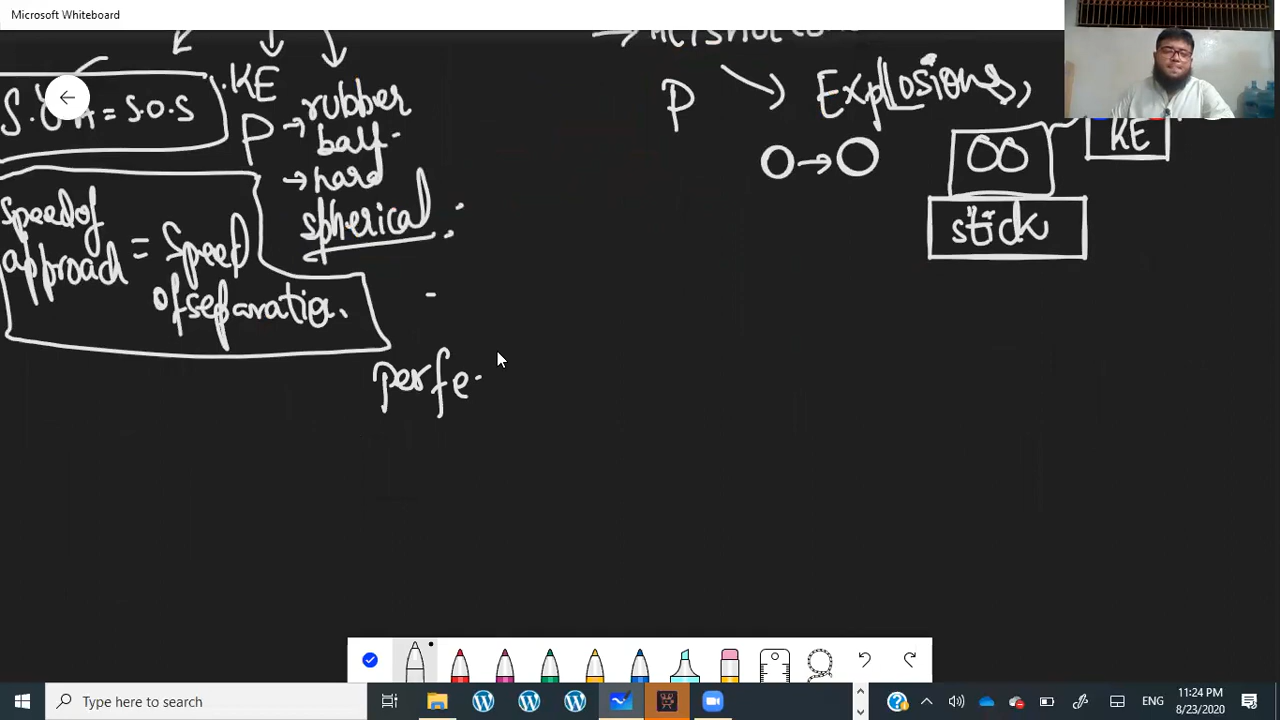 Microsoft Whiteboard
S.O.A = S.O.S
.KE
P
→ rubber
ball-
→ hard
spherical :
speed of
approach = speed
of separation.
perfe-
P
Explosions,
O → O
OO
KE
stick
Type here to search
ENG
11:24 PM
8/23/2020